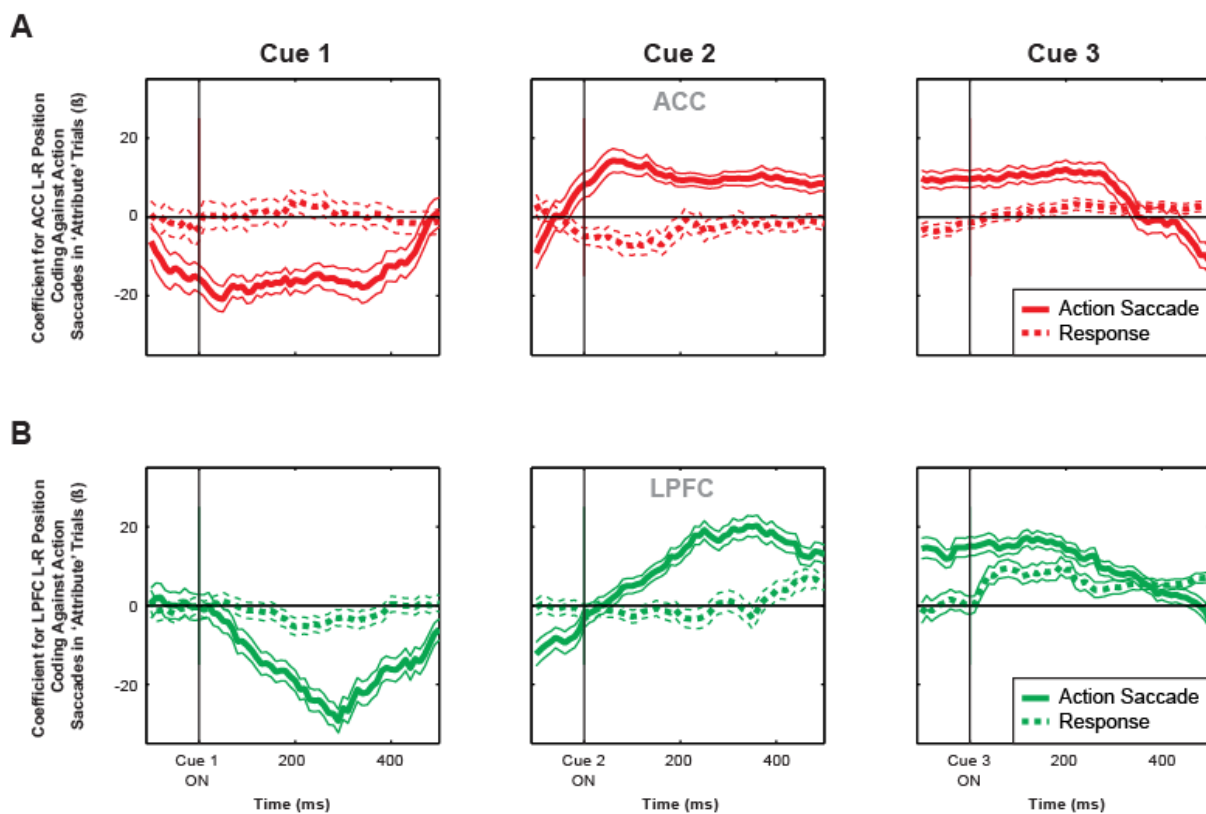 A
Cue 1
Cue 2
Cue 3
Coefficient for ACC L-R Position
Coding Against Action
Saccades in 'Attribute' Trials (ß)
20
0
-20
ACC
Action Saccade
Response
B
Coefficient for LPFC L-R Position
Coding Against Action
Saccades in 'Attribute' Trials (ß)
20
0
-20
LPFC
Action Saccade
Response
Cue 1
ON
200
400
Cue 2
ON
200
400
Cue 3
ON
200
400
Time (ms)
Time (ms)
Time (ms)